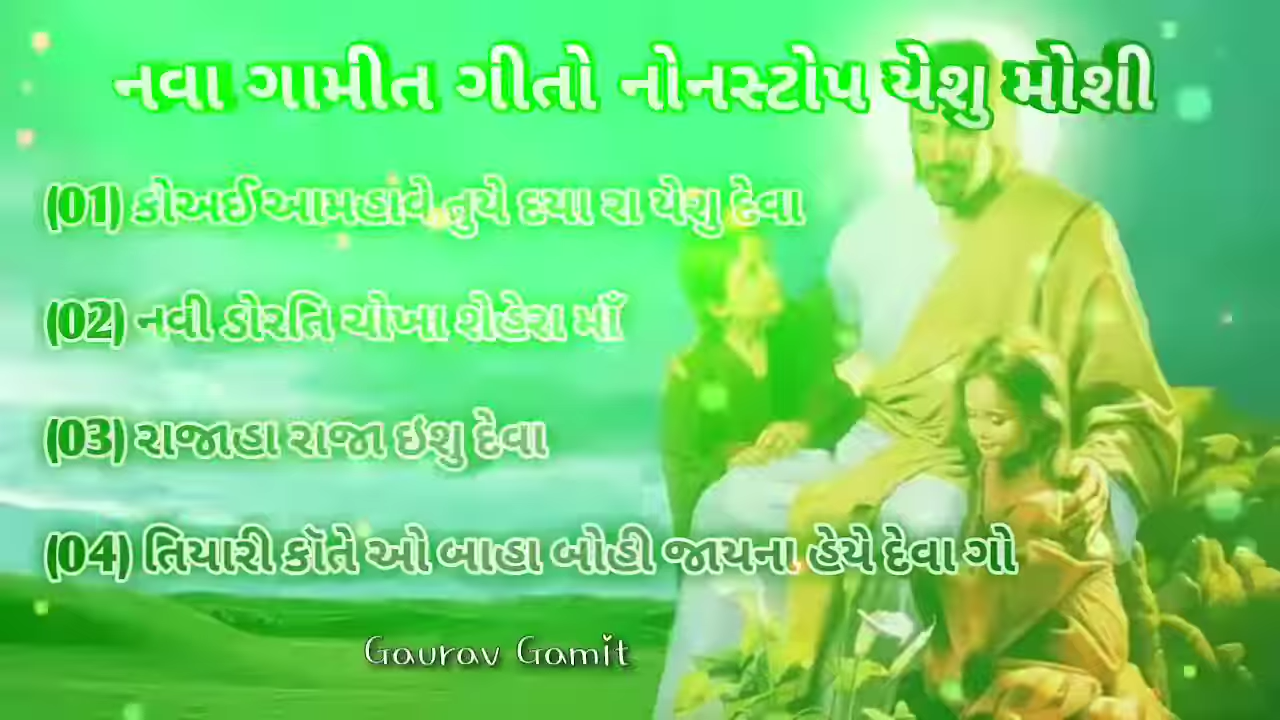 નવા ગામીત ગીતો નોનસ્ટોપ યેશુ મોશી
(01) કોઅઈ આમહાંવે તુયે દયા રા યેશુ દેવા
(02) નવી ડોરતિ ચોખા શેહેરા માઁ
(03) રાજાહા રાજા ઇશુ દેવા
(04) તિયારી કૉતે ઓ બાહા બોહી જાયના હેયે દેવા ગો
Gaurav Gamit